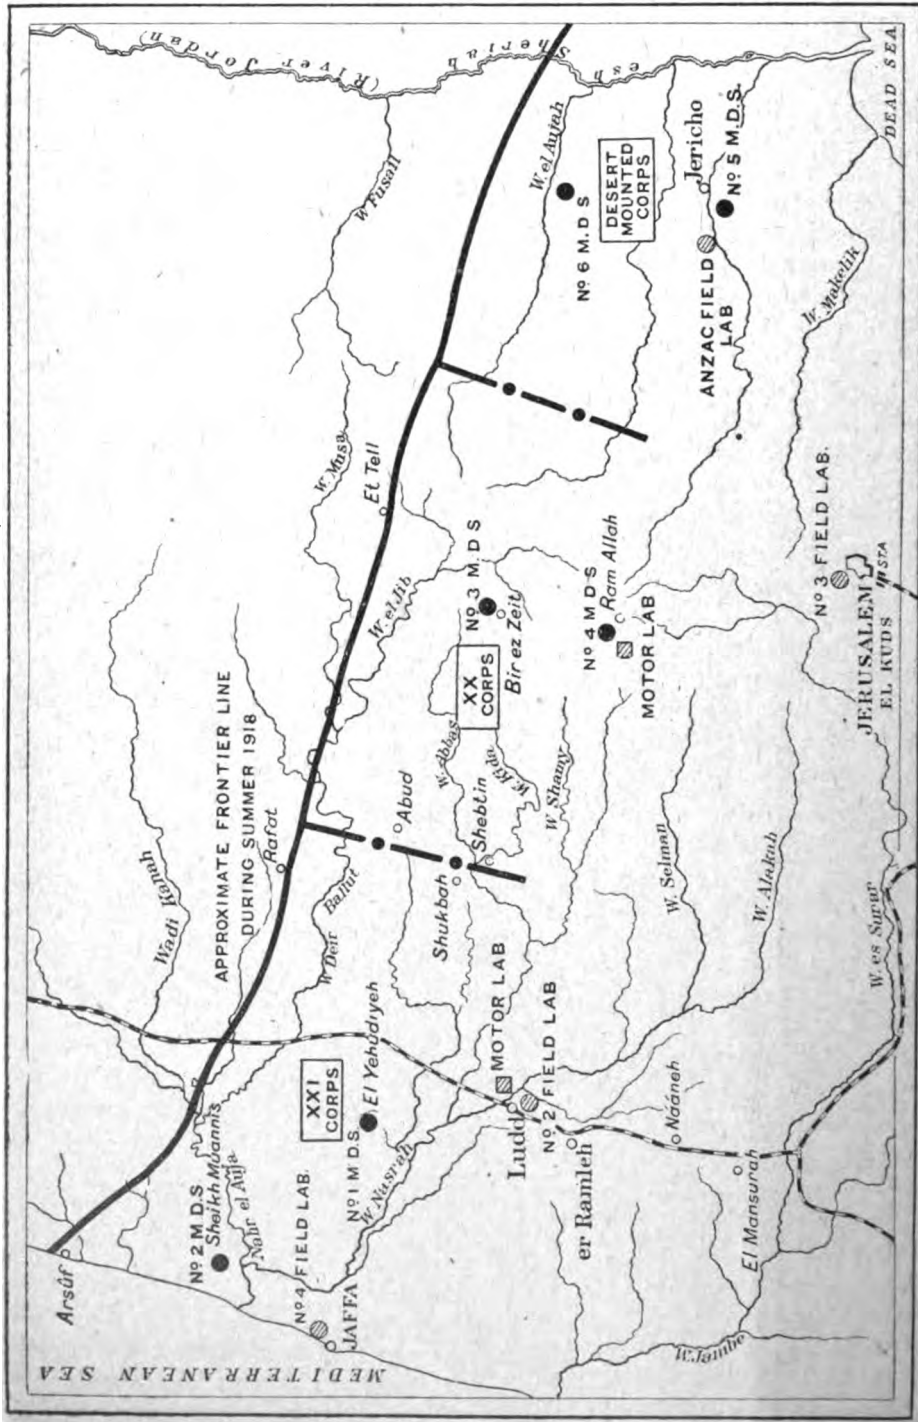 MEDITERRANEAN SEA
Arsûf
Nº 2 M.D.S.
Sheikh Muannis
Nahr el Auja
Nº 4 FIELD LAB.
JAFFA
XXI
CORPS
Nº 1 M.D.S.
El Yehudiyeh
W. Nusrah
MOTOR LAB
Ludd
Nº 2 FIELD LAB
er Ramleh
Nááneh
El Mansurah
W. Jambe
Wadi Kanah
APPROXIMATE FRONTIER LINE
DURING SUMMER 1918
Rafat
W. Deir Ballut
Abud
Shukbah
Shebtin
W. Abbas
W. Shamy
W. Selman
W. Alakah
W. es Surar
W. Musa
Et Tell
W. el Jib
Nº 3 M.D S
Bir ez Zeit
XX
CORPS
Nº 4 M D S
Ram Allah
MOTOR LAB
Nº 3 FIELD LAB.
JERUSALEM
EL KUDS
STA
W Fusail
esh Sheriah (River Jordan)
W. el Aujah
Nº 6 M.D S
DESERT
MOUNTED
CORPS
Jericho
Nº 5 M.D.S.
ANZAC FIELD
LAB
W. Makelik
DEAD SEA